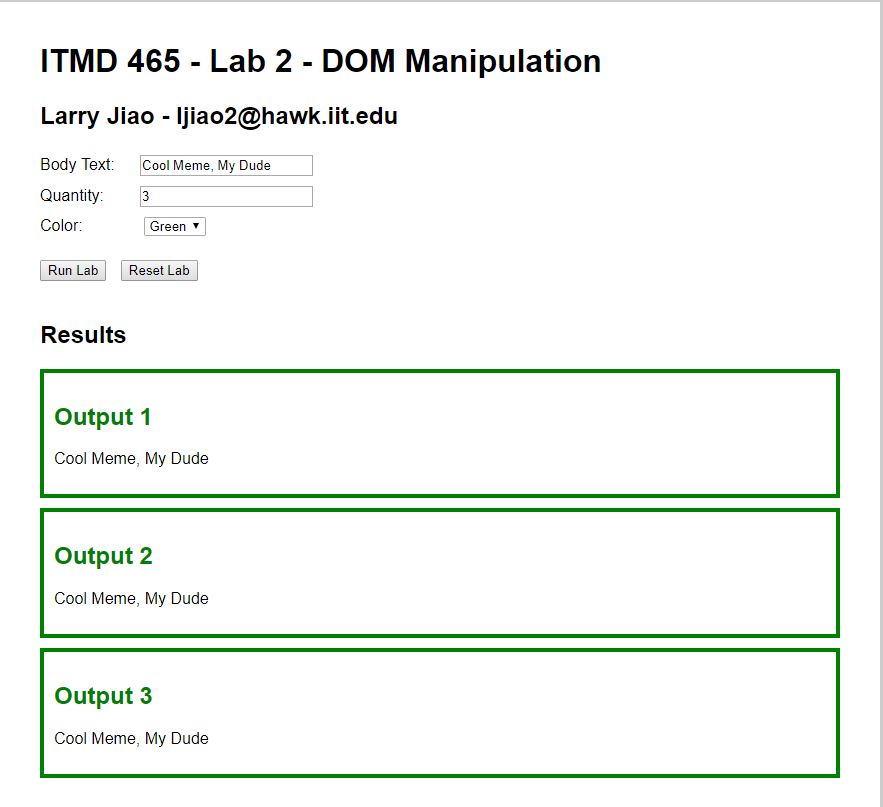 ITMD 465 - Lab 2 - DOM Manipulation
Larry Jiao - ljiao2@hawk.iit.edu
Body Text: Cool Meme, My Dude
Quantity: 3
Color: Green
Run Lab Reset Lab
Results
Output 1
Cool Meme, My Dude
Output 2
Cool Meme, My Dude
Output 3
Cool Meme, My Dude